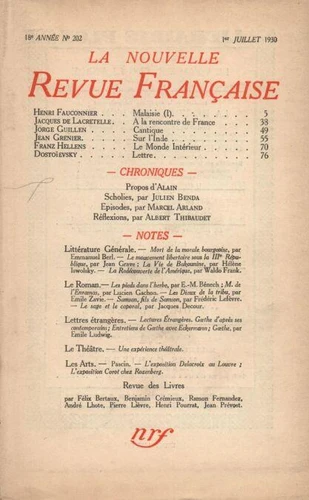 18e ANNÉE N° 202 1er JUILLET 1930
LA NOUVELLE
REVUE FRANÇAISE
HENRI FAUCONNIER . . . Malaisie (I). . . . . . . . . 5
JACQUES DE LACRETELLE . . A la rencontre de France . . . 38
JORGE GUILLEN . . . . Cantique . . . . . . . . . 49
JEAN GRENIER. . . . . Sur l'Inde . . . . . . . . 55
FRANZ HELLENS . . . . Le Monde Intérieur. . . . . . 70
DOSTOÏEVSKY . . . . . Lettre. . . . . . . . . . 76
— CHRONIQUES —
Propos d'ALAIN
Scholies, par JULIEN BENDA
Episodes, par MARCEL ARLAND
Réflexions, par ALBERT THIBAUDET
— NOTES —
Littérature Générale. — Mort de la morale bourgeoise, par
Emmanuel Berl. — Le mouvement libertaire sous la IIIe Répu-
blique, par Jean Grave ; La Vie de Bakounine, par Hélène
Iswolsky. — La Redécouverte de l'Amérique, par Waldo Frank.
Le Roman. — Les pieds dans l'herbe, par E.-M. Bénech ; M. de
l'Enramas, par Lucien Gachon. — Les Dieux de la tribu, par
Emile Zavie. — Samson, fils de Samson, par Frédéric Lefèvre.
— Le sage et le caporal, par Jacques Decour.
Lettres étrangères. — Lectures Étrangères. Gœthe d'après ses
contemporains ; Entretiens de Gœthe avec Eckermann ; Gœthe, par
Emile Ludwig.
Le Théâtre. — Une expérience théâtrale.
Les Arts. — Pascin. — L'exposition Delacroix au Louvre ;
L'exposition Corot chez Rosenberg.
Revue des Livres
par Félix Bertaux, Benjamin Crémieux, Ramon Fernandez,
André Lhote, Pierre Lièvre, Henri Pourrat, Jean Prévost.
nrf